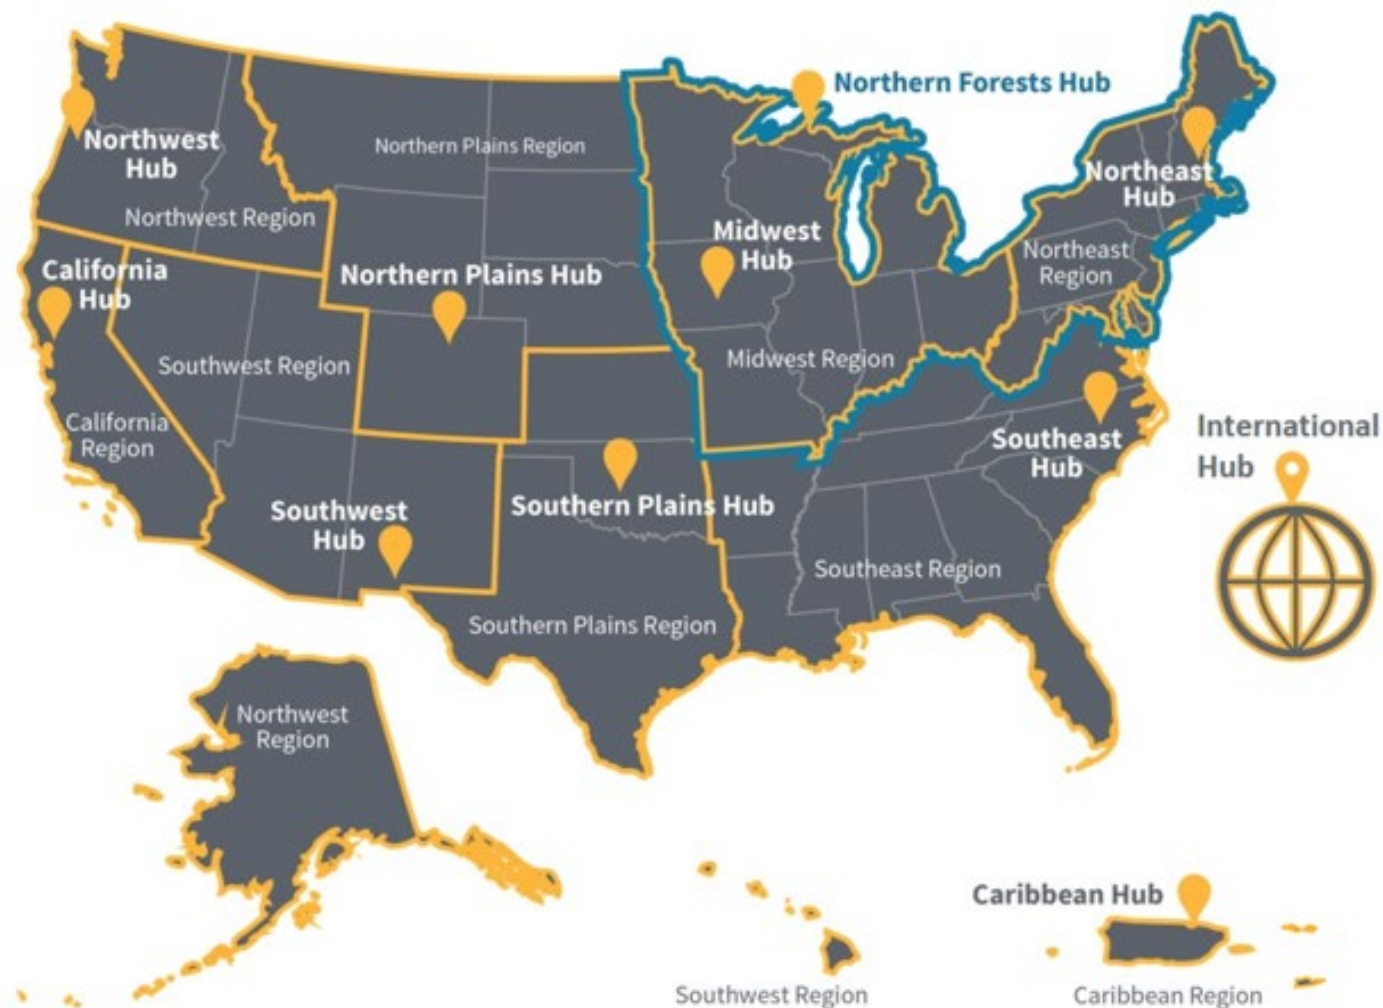 Northern Forests Hub
Northwest
Hub
Northern Plains Region
Northeast
Hub
Northwest Region
Midwest
Hub
Northeast
Region
California
Hub
Northern Plains Hub
Southwest Region
Midwest Region
California
Region
Southeast
Hub
International
Hub
Southwest
Hub
Southern Plains Hub
Southeast Region
Southern Plains Region
Northwest
Region
Caribbean Hub
Southwest Region
Caribbean Region